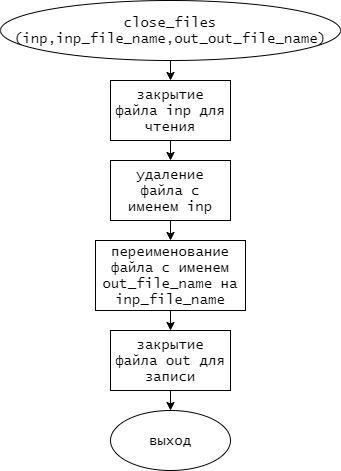 close_files
(inp,inp_file_name,out_out_file_name)
закрытие
файла inp для
чтения
удаление
файла с
именем inp
переименование
файла с именем
out_file_name на
inp_file_name
закрытие
файла out для
записи
выход